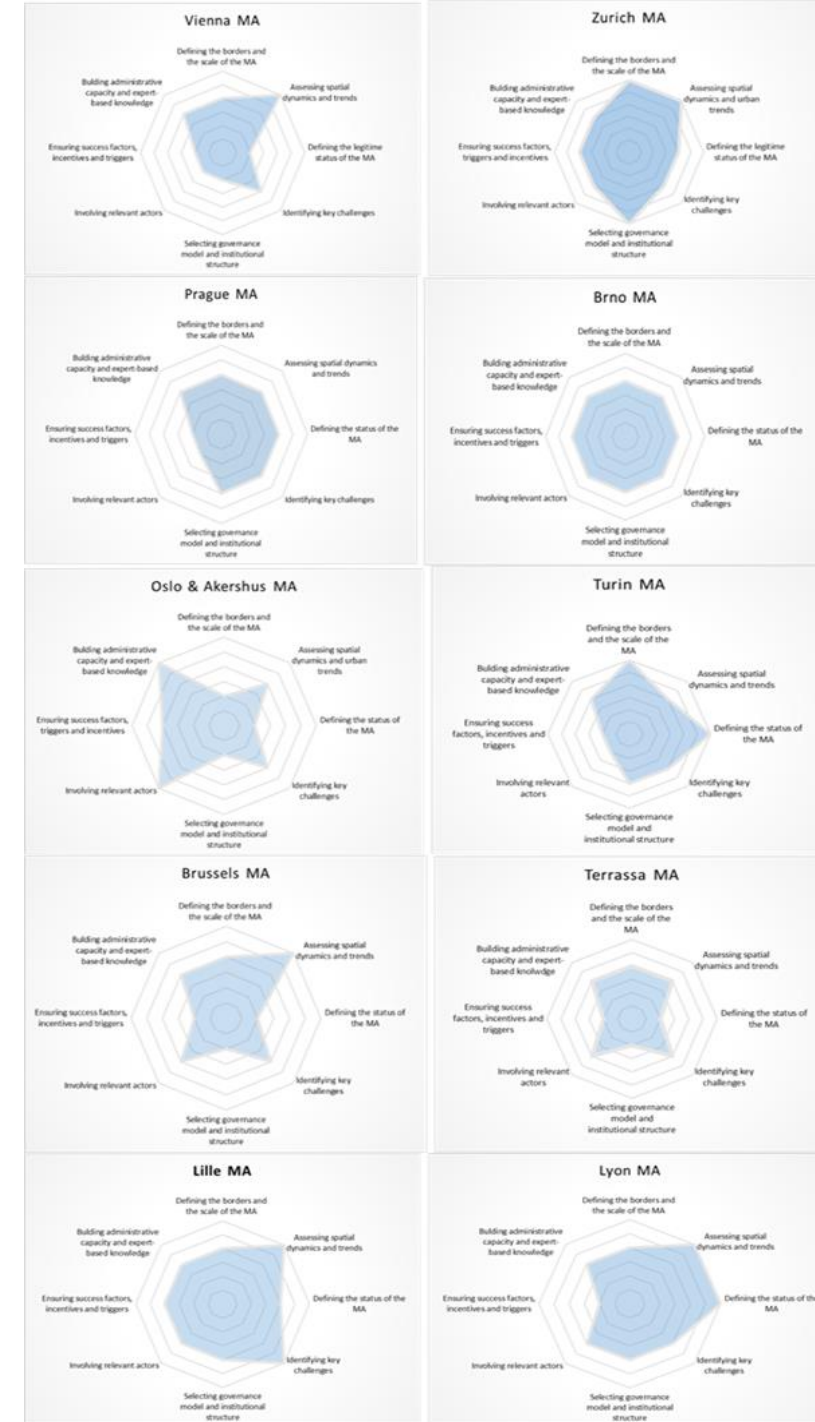 Vienna MA
Defining the borders and
the scale of the MA
Assessing spatial
dynamics and trends
Defining the legitime
status of the MA
Identifying key challenges
Selecting governance
model and institutional
structure
Involving relevant actors
Ensuring success factors,
incentives and triggers
Bulding administrative
capacity and expert-
based knowledge
Zurich MA
Defining the borders and
the scale of the MA
Assessing spatial
dynamics and urban
trends
Defining the legitime
status of the MA
Identifying key
challenges
Selecting governance
model and institutional
structure
Involving relevant actors
Ensuring success factors,
triggers and incentives
Bulding administrative
capacity and expert-
based knowledge
Prague MA
Defining the borders and
the scale of the MA
Assessing spatial dynamics
and trends
Defining the status of the
MA
Identifying key challenges
Selecting governance
model and institutional
structure
Involving relevant actors
Ensuring success factors,
incentives and triggers
Bulding administrative
capacity and expert-based
knowledge
Brno MA
Defining the borders and
the scale of the MA
Assessing spatial
dynamics and trends
Defining the status of the
MA
Identifying key
challenges
Selecting governance
model and institutional
structure
Involving relevant actors
Ensuring success factors,
incentives and triggers
Bulding administrative
capacity and expert-
based knowledge
Oslo & Akershus MA
Defining the borders and
the scale of the MA
Assessing spatial
dynamics and urban
trends
Defining the status of
the MA
Identifying key
challenges
Selecting governance
model and institutional
structure
Involving relevant actors
Ensuring success factors,
triggers and incentives
Bulding administrative
capacity and expert-
based knowledge
Turin MA
Defining the borders
and the scale of the
MA
Assessing spatial
dynamics and trends
Defining the status of
the MA
Identifying key
challenges
Selecting governance
model and
institutional structure
Involving relevant
actors
Ensuring success
factors, incentives and
triggers
Bulding administrative
capacity and expert-
based knowledge
Brussels MA
Defining the borders and
the scale of the MA
Assessing spatial
dynamics and trends
Defining the status of
the MA
Identifying key
challenges
Selecting governance
model and institutional
structure
Involving relevant actors
Ensuring success factors,
incentives and triggers
Bulding administrative
capacity and expert-
based knowledge
Terrassa MA
Defining the borders
and the scale of the
MA
Assessing spatial
dynamics and trends
Defining the status of
the MA
Identifying key
challenges
Selecting governance
model and
institutional structure
Involving relevant
actors
Ensuring success
factors, incentives and
triggers
Bulding administrative
capacity and expert-
based knolwdge
Lille MA
Defining the borders and
the scale of the MA
Assessing spatial
dynamics and trends
Defining the status of the
MA
Identifying key
challenges
Selecting governance
model and institutional
structure
Involving relevant actors
Ensuring success factors,
incentives and triggers
Bulding administrative
capacity and expert-
based knowledge
Lyon MA
Defining the borders and
the scale of the MA
Assessing spatial
dynamics and trends
Defining the status of the
MA
Identifying key
challenges
Selecting governance
model and institutional
structure
Involving relevant actors
Ensuring success factors,
incentives and triggers
Bulding administrative
capacity and expert-
based knowledge